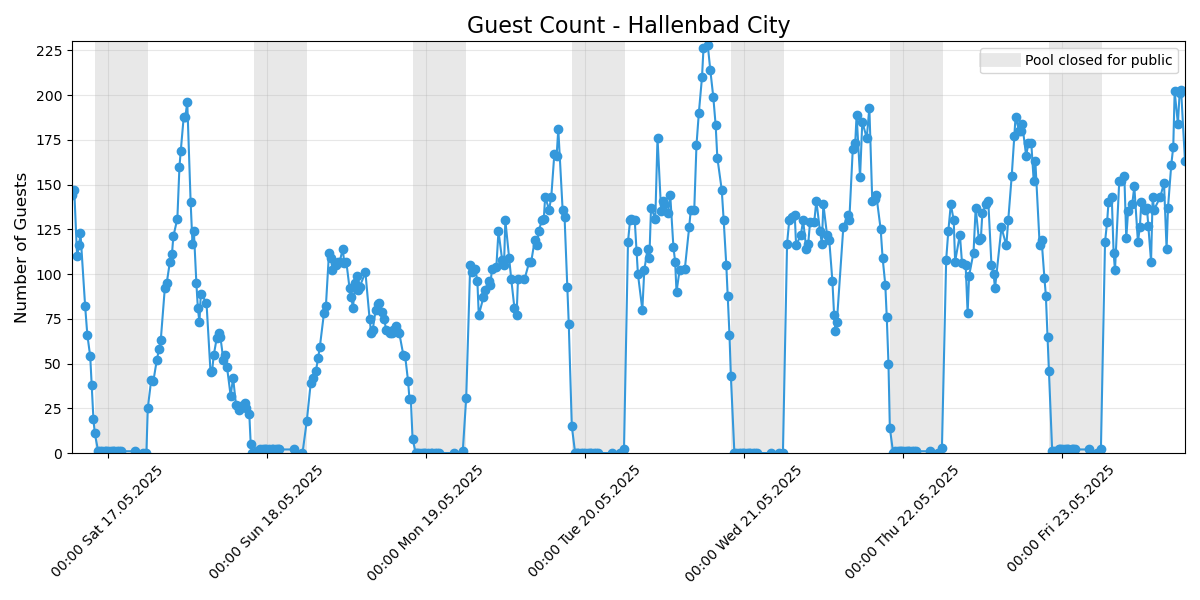 Guest Count - Hallenbad City
Pool closed for public
Number of Guests
225
200
175
150
125
100
75
50
25
0
00:00 Sat 17.05.2025
00:00 Sun 18.05.2025
00:00 Mon 19.05.2025
00:00 Tue 20.05.2025
00:00 Wed 21.05.2025
00:00 Thu 22.05.2025
00:00 Fri 23.05.2025